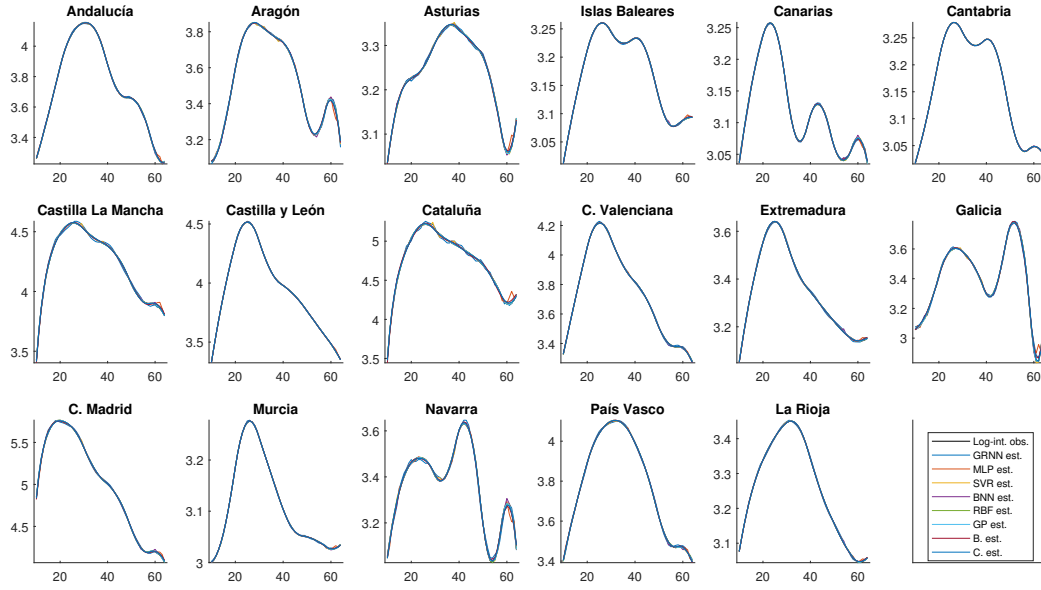 Andalucía Aragón Asturias Islas Baleares Canarias Cantabria
4 3.8 3.6 3.4
3.8 3.6 3.4 3.2
3.3 3.2 3.1
3.25 3.2 3.15 3.1 3.05
3.25 3.2 3.15 3.1 3.05
3.25 3.2 3.15 3.1 3.05
20 40 60 20 40 60 20 40 60 20 40 60 20 40 60 20 40 60
Castilla La Mancha Castilla y León Cataluña C. Valenciana Extremadura Galicia
4.5 4 3.5
4.5 4 3.5
5 4.5 4 3.5
4.2 4 3.8 3.6 3.4
3.6 3.4 3.2
3.6 3.4 3.2 3
20 40 60 20 40 60 20 40 60 20 40 60 20 40 60 20 40 60
C. Madrid Murcia Navarra País Vasco La Rioja
5.5 5 4.5
3.2 3.1 3
3.6 3.4 3.2
4 3.8 3.6 3.4
3.4 3.3 3.2 3.1
Log-int. obs.
GRNN est.
MLP est.
SVR est.
BNN est.
RBF est.
GP est.
B. est.
C. est.
20 40 60 20 40 60 20 40 60 20 40 60 20 40 60